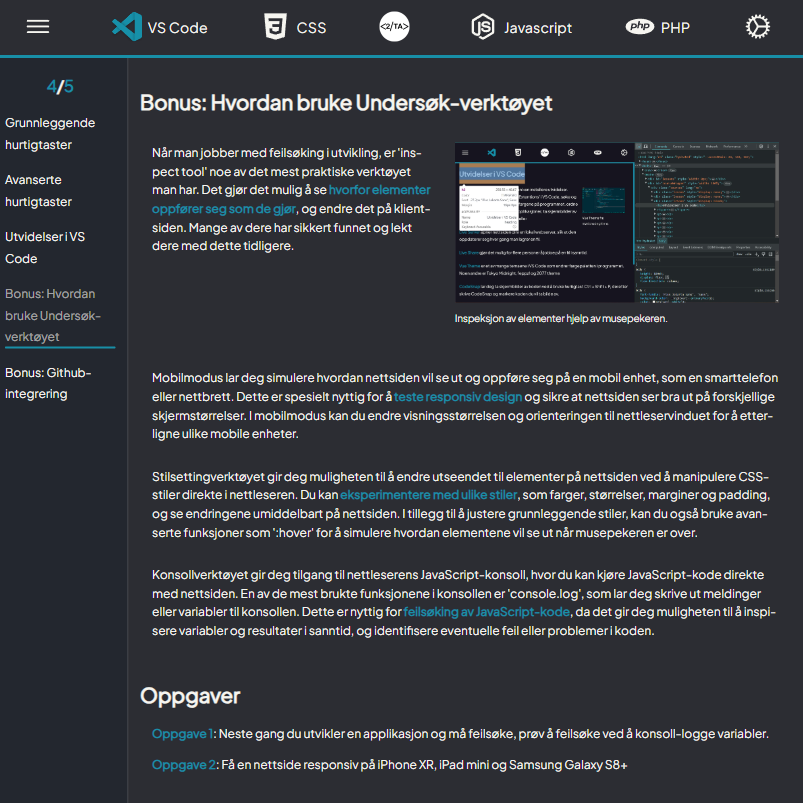 VS Code
CSS
<2/TA>
Javascript
php PHP
4/5
Grunnleggende
hurtigtaster
Avanserte
hurtigtaster
Utvidelser i VS
Code
Bonus: Hvordan
bruke Undersøk-
verktøyet
Bonus: Github-
integrering
Bonus: Hvordan bruke Undersøk-verktøyet
Når man jobber med feilsøking i utvikling, er 'ins-
pect tool' noe av det mest praktiske verktøyet
man har. Det gjør det mulig å se hvorfor elementer
oppfører seg som de gjør, og endre det på klient-
siden. Mange av dere har sikkert funnet og lekt
dere med dette tidligere.
Utvidelser i VS Code
Inspeksjon av elementer hjelp av musepekeren.
Mobilmodus lar deg simulere hvordan nettsiden vil se ut og oppføre seg på en mobil enhet, som en smarttelefon
eller nettbrett. Dette er spesielt nyttig for å teste responsiv design og sikre at nettsiden ser bra ut på forskjellige
skjermstørrelser. I mobilmodus kan du endre visningsstørrelsen og orienteringen til nettleservinduet for å etter-
ligne ulike mobile enheter.
Stilsettingverktøyet gir deg muligheten til å endre utseendet til elementer på nettsiden ved å manipulere CSS-
stiler direkte i nettleseren. Du kan eksperimentere med ulike stiler, som farger, størrelser, marginer og padding,
og se endringene umiddelbart på nettsiden. I tillegg til å justere grunnleggende stiler, kan du også bruke avan-
serte funksjoner som ':hover' for å simulere hvordan elementene vil se ut når musepekeren er over.
Konsollverktøyet gir deg tilgang til nettleserens JavaScript-konsoll, hvor du kan kjøre JavaScript-kode direkte
med nettsiden. En av de mest brukte funksjonene i konsollen er 'console.log', som lar deg skrive ut meldinger
eller variabler til konsollen. Dette er nyttig for feilsøking av JavaScript-kode, da det gir deg muligheten til å inspi-
sere variabler og resultater i sanntid, og identifisere eventuelle feil eller problemer i koden.
Oppgaver
Oppgave 1: Neste gang du utvikler en applikasjon og må feilsøke, prøv å feilsøke ved å konsoll-logge variabler.
Oppgave 2: Få en nettside responsiv på iPhone XR, iPad mini og Samsung Galaxy S8+